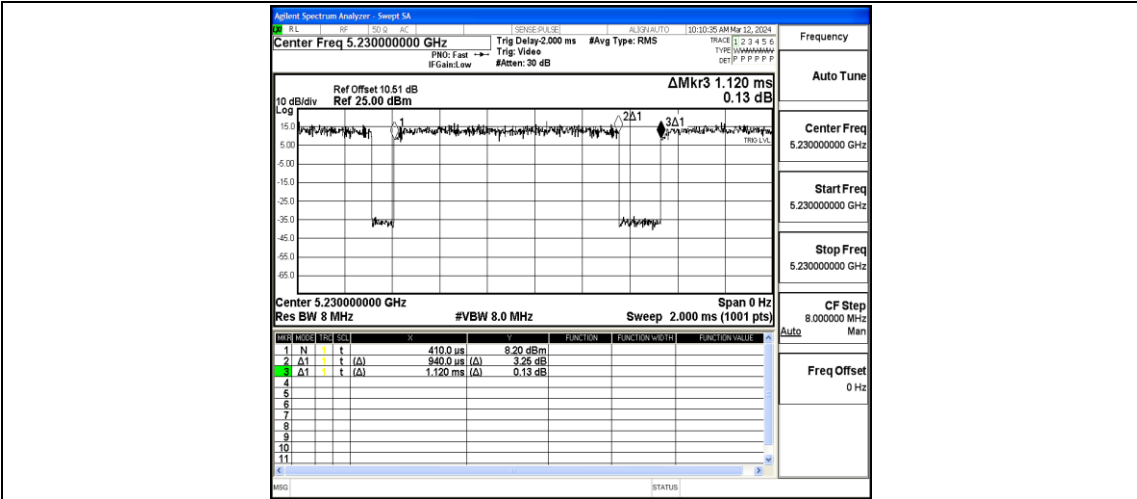 Agilent Spectrum Analyzer - Swept SA
RL RF 50 Ω AC SENSE:PULSE ALIGN AUTO 10:10:35 AM Mar 12, 2024
Center Freq 5.230000000 GHz
PNO: Fast
IFGain:Low
Trig Delay-2.000 ms
Trig: Video
#Atten: 30 dB
#Avg Type: RMS
TRACE 1 2 3 4 5 6
TYPE WWWWWW
DET P P P P P P
ΔMkr3 1.120 ms
0.13 dB
Ref Offset 10.51 dB
10 dB/div Ref 25.00 dBm
Log
1 2Δ1 3Δ1
15.0
TRIG LVL
5.00
-5.00
-15.0
-25.0
-35.0
-45.0
-55.0
-65.0
Center 5.230000000 GHz Span 0 Hz
Res BW 8 MHz #VBW 8.0 MHz Sweep 2.000 ms (1001 pts)
MKR MODE TRC SCL X Y FUNCTION FUNCTION WIDTH FUNCTION VALUE
1 N 1 t 410.0 µs 8.20 dBm
2 Δ1 1 t (Δ) 940.0 µs (Δ) 3.25 dB
3 Δ1 1 t (Δ) 1.120 ms (Δ) 0.13 dB
4
5
6
7
8
9
10
11
MSG STATUS
Frequency
Auto Tune
Center Freq
5.230000000 GHz
Start Freq
5.230000000 GHz
Stop Freq
5.230000000 GHz
CF Step
8.000000 MHz
Auto Man
Freq Offset
0 Hz